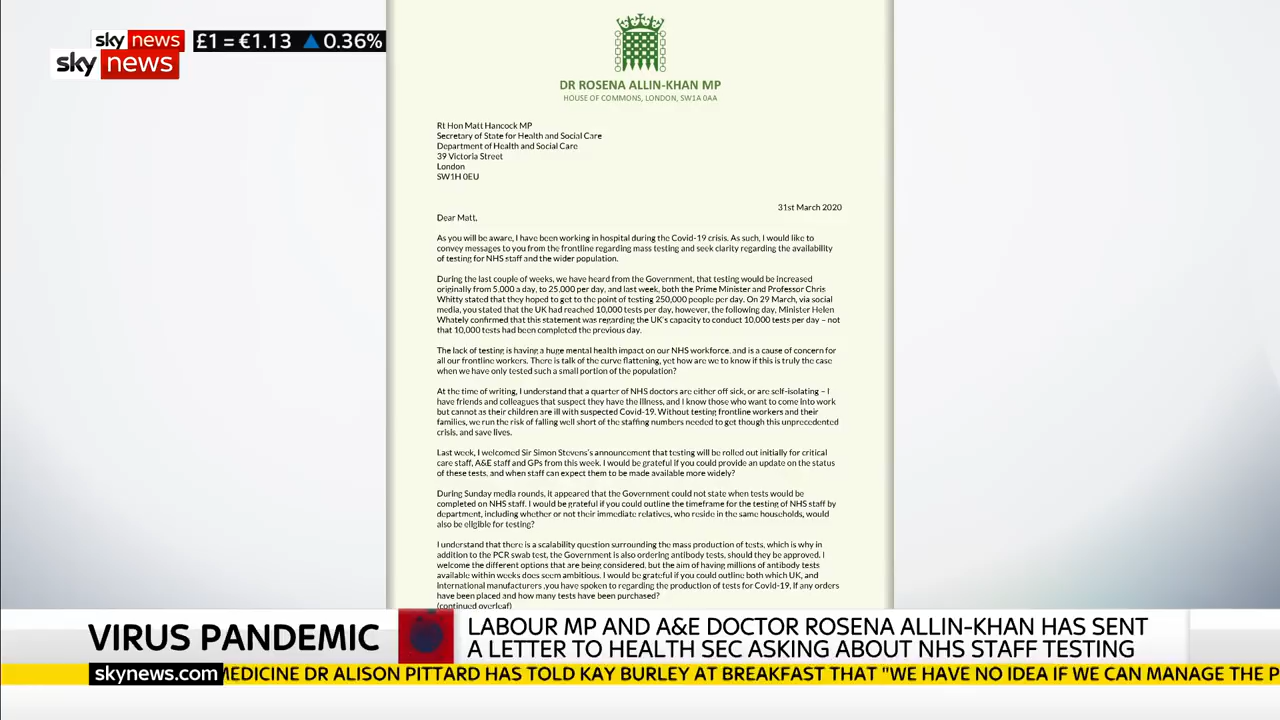 sky news
£1 = €1.13 ▲ 0.36%
sky news
DR ROSENA ALLIN-KHAN MP
HOUSE OF COMMONS, LONDON, SW1A 0AA
Rt Hon Matt Hancock MP
Secretary of State for Health and Social Care
Department of Health and Social Care
39 Victoria Street
London
SW1H 0EU
31st March 2020
Dear Matt,
As you will be aware, I have been working in hospital during the Covid-19 crisis. As such, I would like to
convey messages to you from the frontline regarding mass testing and seek clarity regarding the availability
of testing for NHS staff and the wider population.
During the last couple of weeks, we have heard from the Government, that testing would be increased
originally from 5,000 a day, to 25,000 per day, and last week, both the Prime Minister and Professor Chris
Whitty stated that they hoped to get to the point of testing 250,000 people per day. On 29 March, via social
media, you stated that the UK had reached 10,000 tests per day, however, the following day, Minister Helen
Whately confirmed that this statement was regarding the UK's capacity to conduct 10,000 tests per day – not
that 10,000 tests had been completed the previous day.
The lack of testing is having a huge mental health impact on our NHS workforce, and is a cause of concern for
all our frontline workers. There is talk of the curve flattening, yet how are we to know if this is truly the case
when we have only tested such a small portion of the population?
At the time of writing, I understand that a quarter of NHS doctors are either off sick, or are self-isolating – I
have friends and colleagues that suspect they have the illness, and I know those who want to come into work
but cannot as their children are ill with suspected Covid-19. Without testing frontline workers and their
families, we run the risk of falling well short of the staffing numbers needed to get though this unprecedented
crisis, and save lives.
Last week, I welcomed Sir Simon Stevens's announcement that testing will be rolled out initially for critical
care staff, A&E staff and GPs from this week. I would be grateful if you could provide an update on the status
of these tests, and when staff can expect them to be made available more widely?
During Sunday media rounds, it appeared that the Government could not state when tests would be
completed on NHS staff. I would be grateful if you could outline the timeframe for the testing of NHS staff by
department, including whether or not their immediate relatives, who reside in the same households, would
also be eligible for testing?
I understand that there is a scalability question surrounding the mass production of tests, which is why in
addition to the PCR swab test, the Government is also ordering antibody tests, should they be approved. I
welcome the different options that are being considered, but the aim of having millions of antibody tests
available within weeks does seem ambitious. I would be grateful if you could outline both which UK, and
International manufacturers ,you have spoken to regarding the production of tests for Covid-19, if any orders
have been placed and how many tests have been purchased?
(continued overleaf)
VIRUS PANDEMIC
LABOUR MP AND A&E DOCTOR ROSENA ALLIN-KHAN HAS SENT
A LETTER TO HEALTH SEC ASKING ABOUT NHS STAFF TESTING
skynews.com MEDICINE DR ALISON PITTARD HAS TOLD KAY BURLEY AT BREAKFAST THAT "WE HAVE NO IDEA IF WE CAN MANAGE THE P